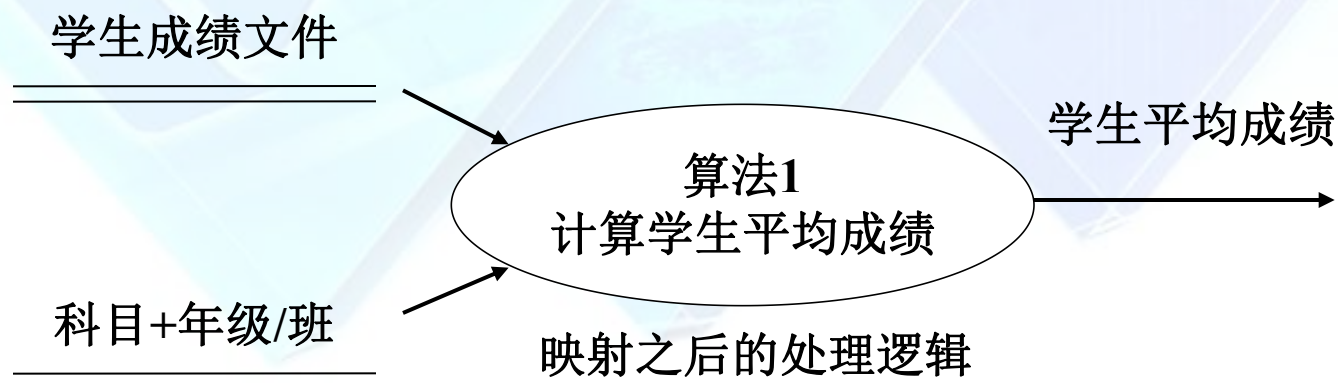 学生成绩文件
学生平均成绩
算法1
计算学生平均成绩
科目+年级/班
映射之后的处理逻辑